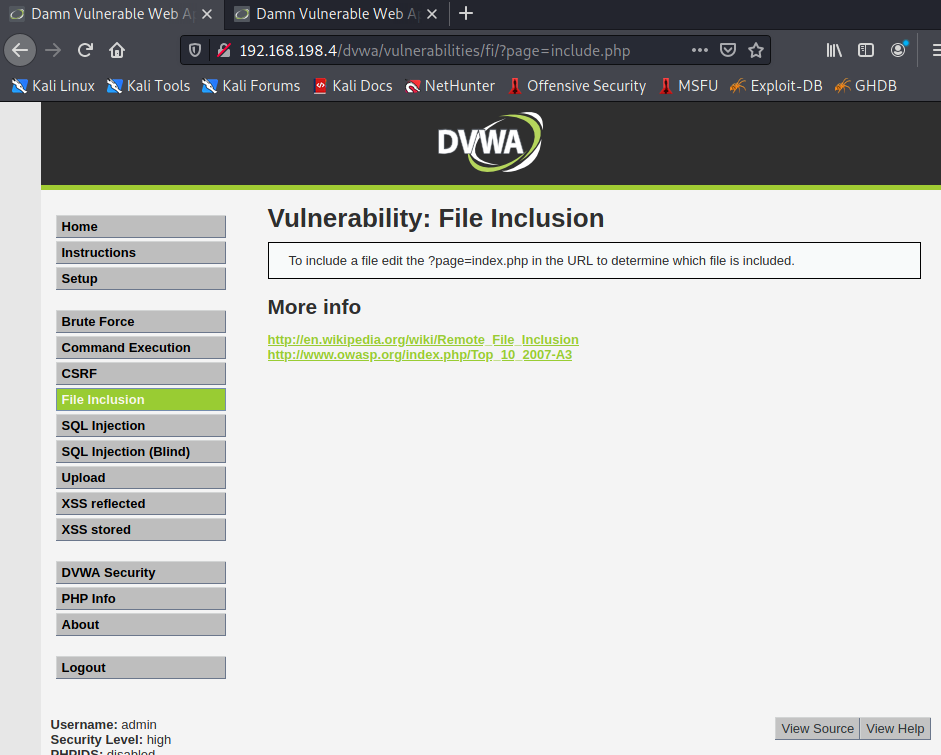 Damn Vulnerable Web Ap
Damn Vulnerable Web Ap
192.168.198.4/dvwa/vulnerabilities/fi/?page=include.php
Kali Linux Kali Tools Kali Forums Kali Docs NetHunter Offensive Security MSFU Exploit-DB GHDB
DVWA
Home
Instructions
Setup
Brute Force
Command Execution
CSRF
File Inclusion
SQL Injection
SQL Injection (Blind)
Upload
XSS reflected
XSS stored
DVWA Security
PHP Info
About
Logout
Vulnerability: File Inclusion
To include a file edit the ?page=index.php in the URL to determine which file is included.
More info
http://en.wikipedia.org/wiki/Remote_File_Inclusion
http://www.owasp.org/index.php/Top_10_2007-A3
Username: admin
Security Level: high
PHPIDS: disabled
View Source View Help